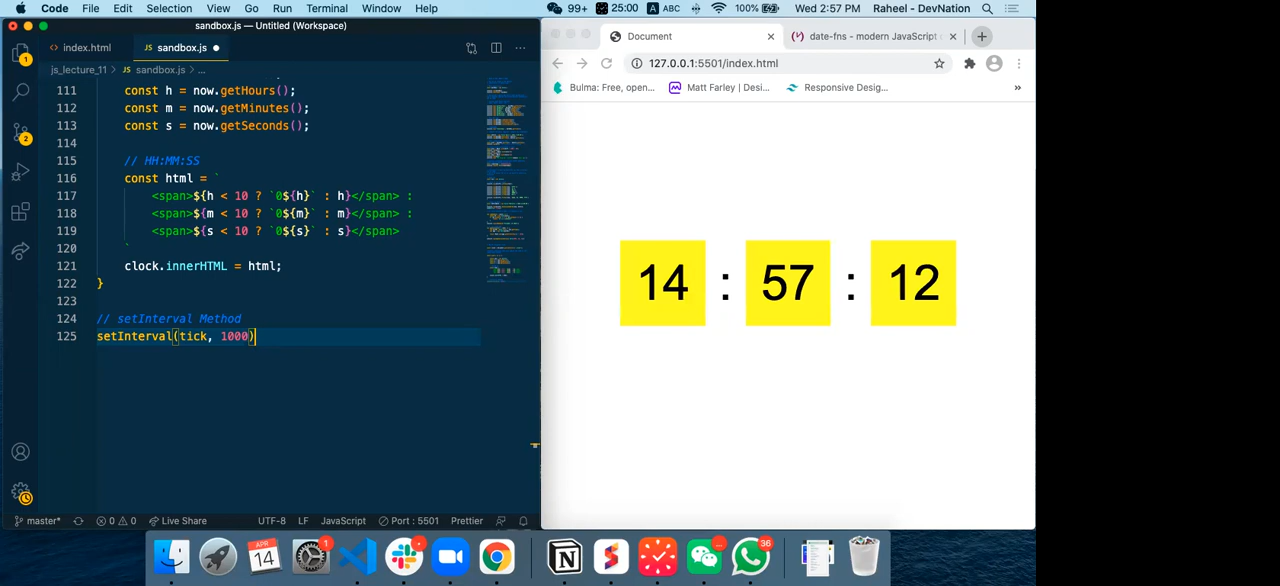 Code File Edit Selection View Go Run Terminal Window Help 99+ 25:00 A ABC 100% Wed 2:57 PM Raheel - DevNation
sandbox.js — Untitled (Workspace)
<> index.html JS sandbox.js ●
js_lecture_11 > JS sandbox.js > ...
111 const h = now.getHours();
112 const m = now.getMinutes();
113 const s = now.getSeconds();
114
115 // HH:MM:SS
116 const html = `
117 <span>${h < 10 ? `0${h}` : h}</span> :
118 <span>${m < 10 ? `0${m}` : m}</span> :
119 <span>${s < 10 ? `0${s}` : s}</span>
120 `
121 clock.innerHTML = html;
122 }
123
124 // setInterval Method
125 setInterval(tick, 1000)
1
2
master* 0 0 Live Share UTF-8 LF JavaScript Port : 5501 Prettier
Document
date-fns - modern JavaScript
127.0.0.1:5501/index.html
Bulma: Free, open... Matt Farley | Desi... Responsive Desig... »
14 : 57 : 12
APR
14
1
36